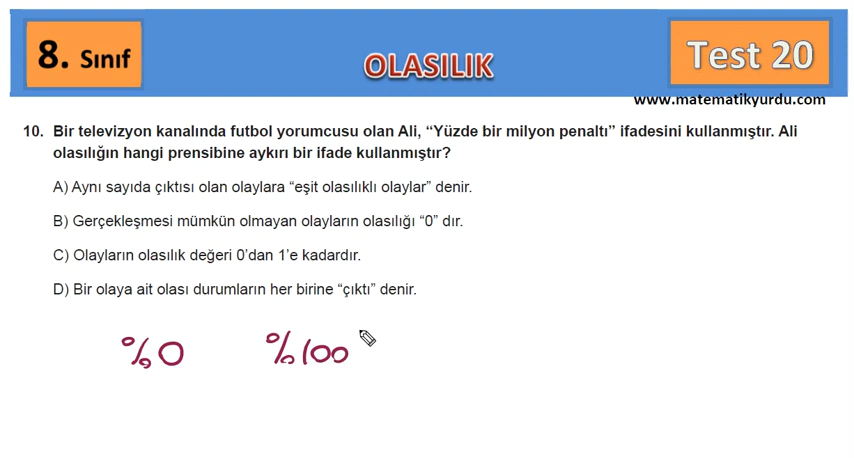 8. Sınıf
OLASILIK
Test 20
www.matematikyurdu.com
10. Bir televizyon kanalında futbol yorumcusu olan Ali, “Yüzde bir milyon penaltı” ifadesini kullanmıştır. Ali
olasılığın hangi prensibine aykırı bir ifade kullanmıştır?
A) Aynı sayıda çıktısı olan olaylara “eşit olasılıklı olaylar” denir.
B) Gerçekleşmesi mümkün olmayan olayların olasılığı “0” dır.
C) Olayların olasılık değeri 0’dan 1’e kadardır.
D) Bir olaya ait olası durumların her birine “çıktı” denir.
%0 %100